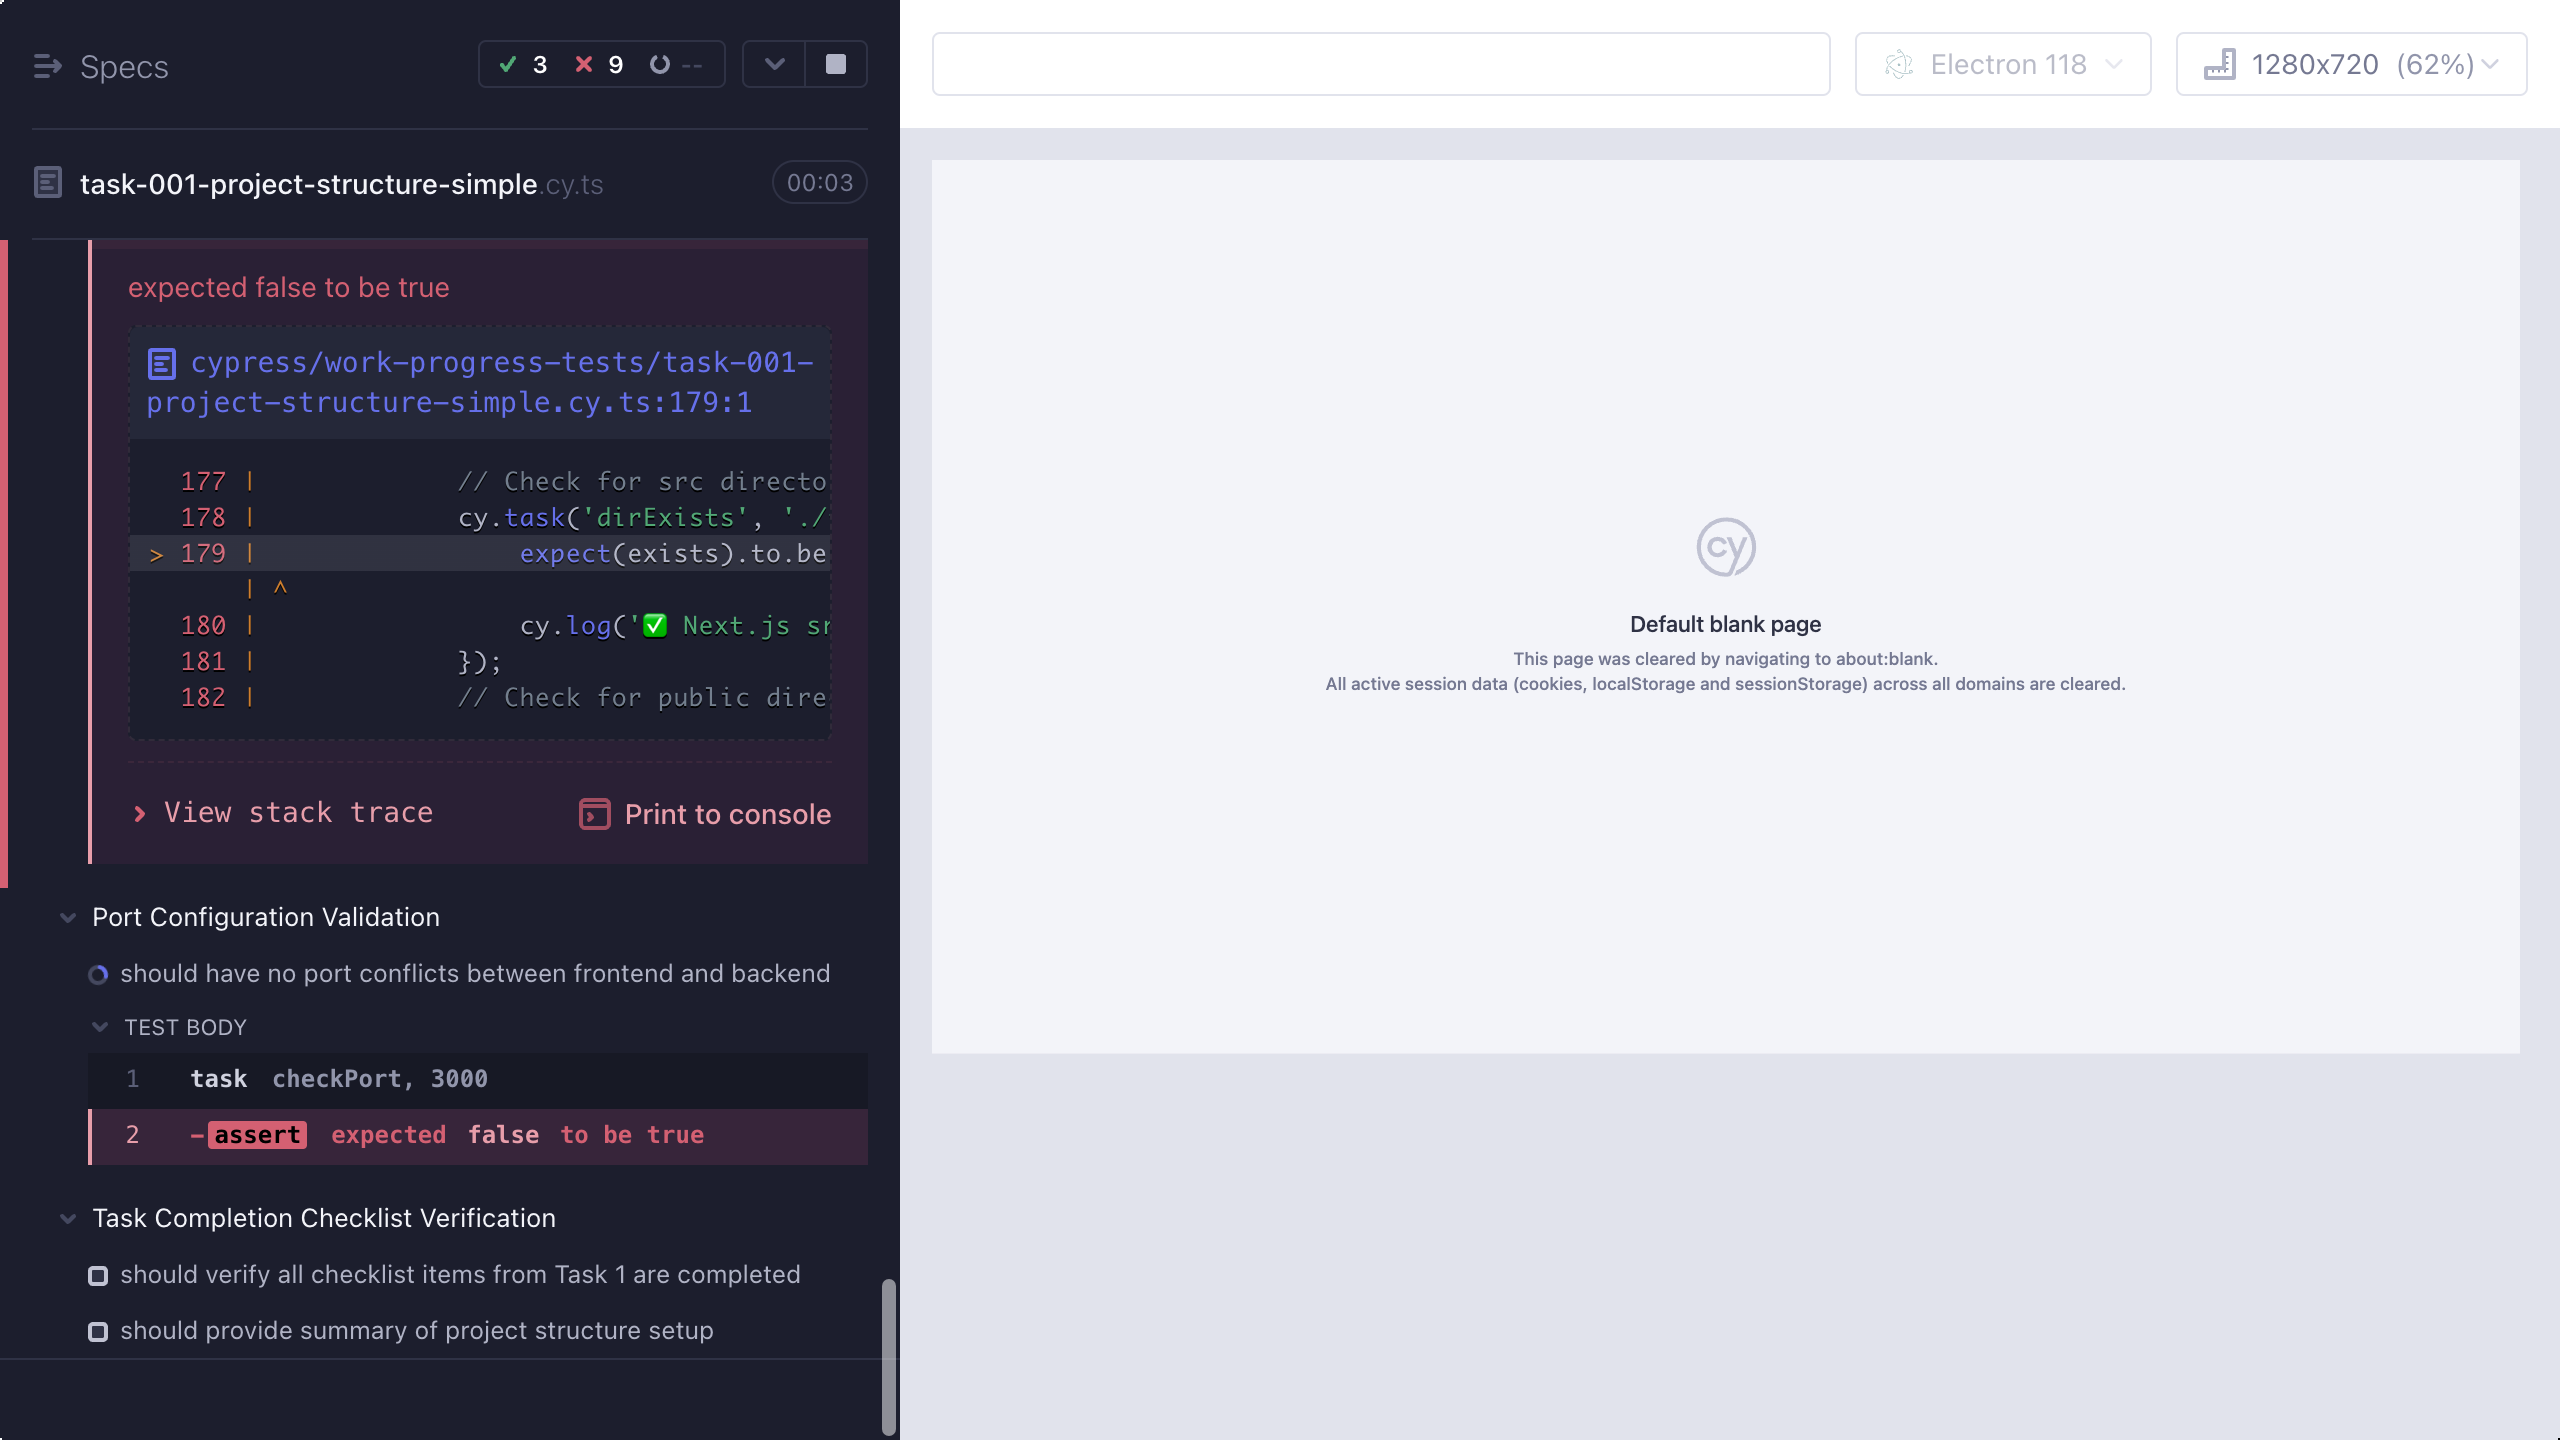 Specs
3 9 --
task-001-project-structure-simple.cy.ts
00:03
expected false to be true
cypress/work-progress-tests/task-001-
project-structure-simple.cy.ts:179:1
177 | // Check for src directo
178 | cy.task('dirExists', './
> 179 | expect(exists).to.be
| ^
180 | cy.log('✅ Next.js sr
181 | });
182 | // Check for public dire
View stack trace
Print to console
Port Configuration Validation
should have no port conflicts between frontend and backend
TEST BODY
1 task checkPort, 3000
2 -assert expected false to be true
Task Completion Checklist Verification
should verify all checklist items from Task 1 are completed
should provide summary of project structure setup
Electron 118
1280x720 (62%)
cy
Default blank page
This page was cleared by navigating to about:blank.
All active session data (cookies, localStorage and sessionStorage) across all domains are cleared.